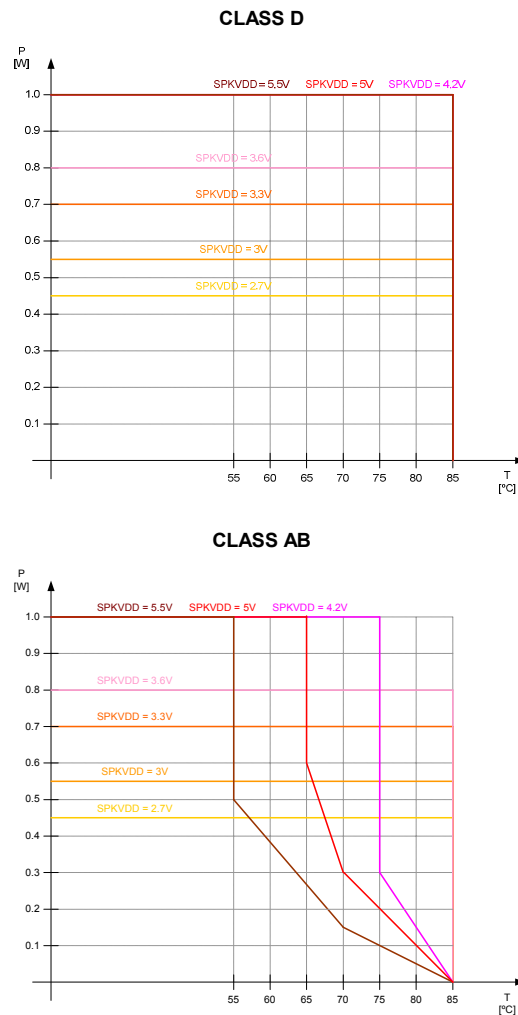 CLASS D
P
[W]
SPKVDD = 5,5V SPKVDD = 5V SPKVDD = 4,2V
1.0
0.9
SPKVDD = 3.6V
0.8
SPKVDD = 3,3V
0.7
0.6
SPKVDD = 3V
0.5
SPKVDD = 2.7V
0.4
0.3
0.2
0.1
55 60 65 70 75 80 85
T
[ºC]
CLASS AB
P
[W]
SPKVDD = 5.5V SPKVDD = 5V SPKVDD = 4.2V
1.0
0.9
SPKVDD = 3.6V
0.8
SPKVDD = 3.3V
0.7
0.6
SPKVDD = 3V
0.5
SPKVDD = 2.7V
0.4
0.3
0.2
0.1
55 60 65 70 75 80 85
T
[ºC]